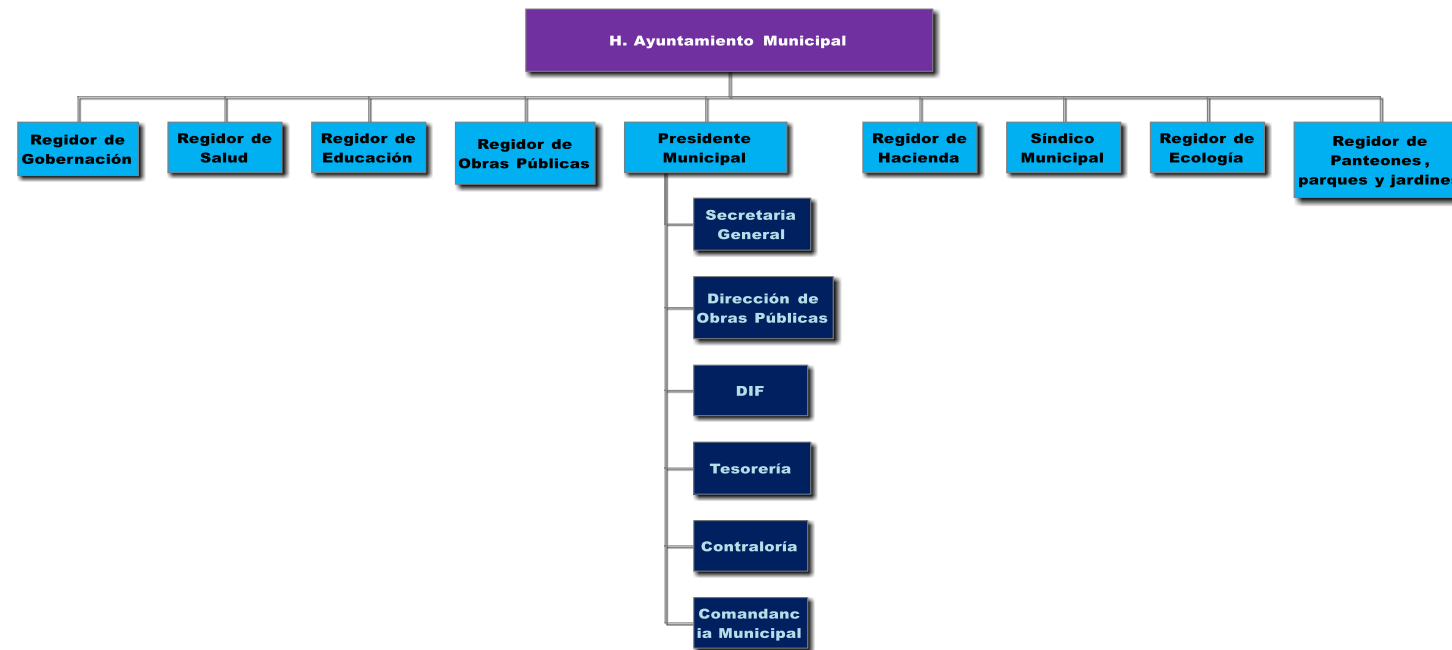 H. Ayuntamiento Municipal
Regidor de
Gobernación
Regidor de
Salud
Regidor de
Educación
Regidor de
Obras Públicas
Presidente
Municipal
Regidor de
Hacienda
Síndico
Municipal
Regidor de
Ecología
Regidor de
Panteones,
parques y jardines
Secretaria
General
Dirección de
Obras Públicas
DIF
Tesorería
Contraloría
Comandanc
ia Municipal